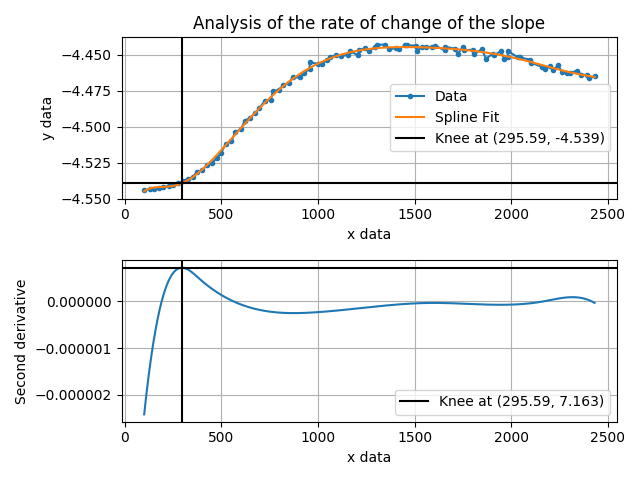 Analysis of the rate of change of the slope
−4.450
−4.475
−4.500
−4.525
−4.550
y data
Data
Spline Fit
Knee at (295.59, -4.539)
0 500 1000 1500 2000 2500
x data
0.000000
−0.000001
−0.000002
Second derivative
Knee at (295.59, 7.163)
0 500 1000 1500 2000 2500
x data